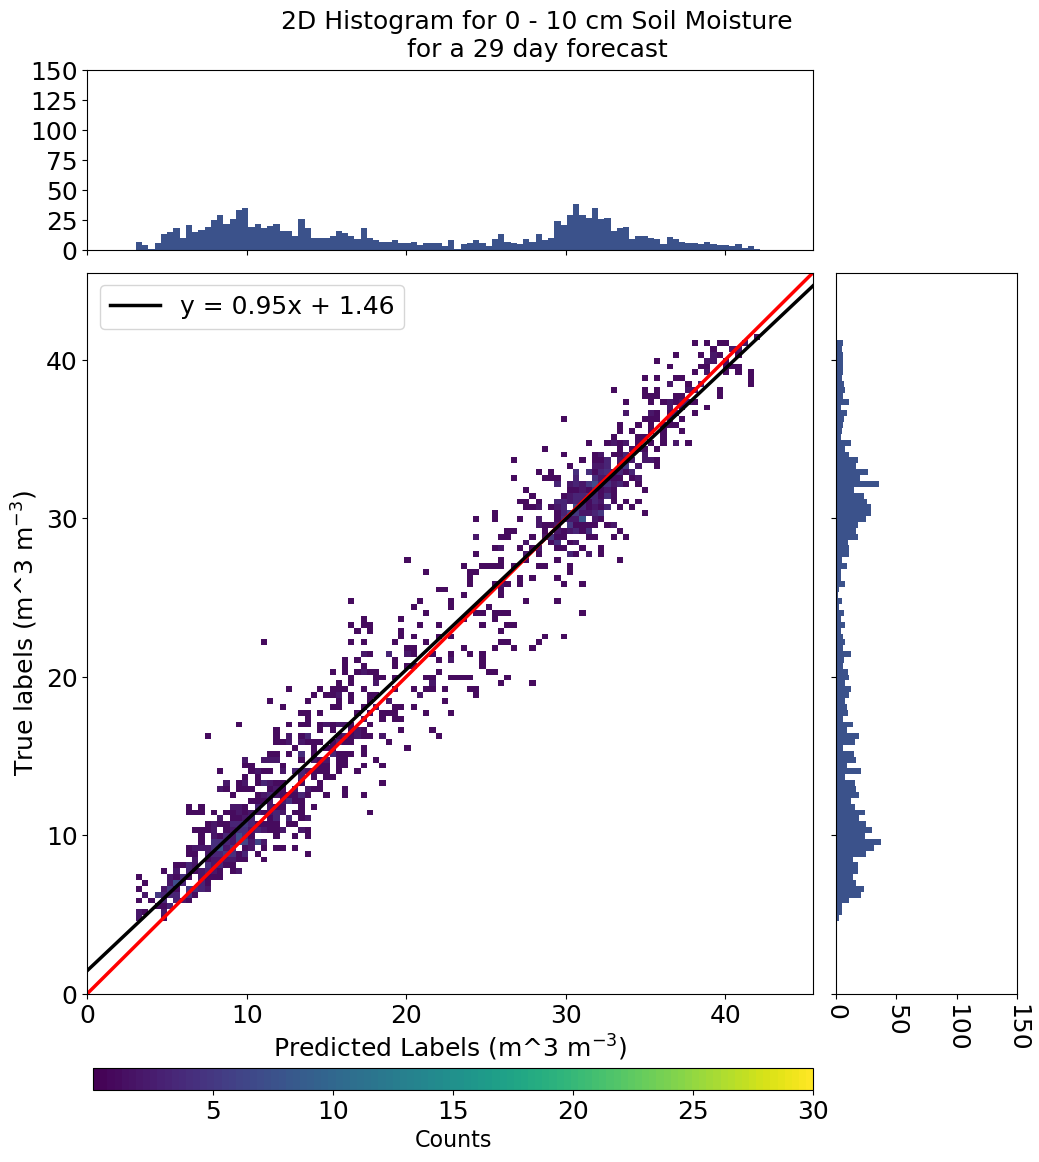 2D Histogram for 0 - 10 cm Soil Moisture
for a 29 day forecast
150
125
100
75
50
25
0
y = 0.95x + 1.46
40
30
20
10
0
True labels (m^3 m⁻³)
0 10 20 30 40
Predicted Labels (m^3 m⁻³)
0 50 100 150
5 10 15 20 25 30
Counts